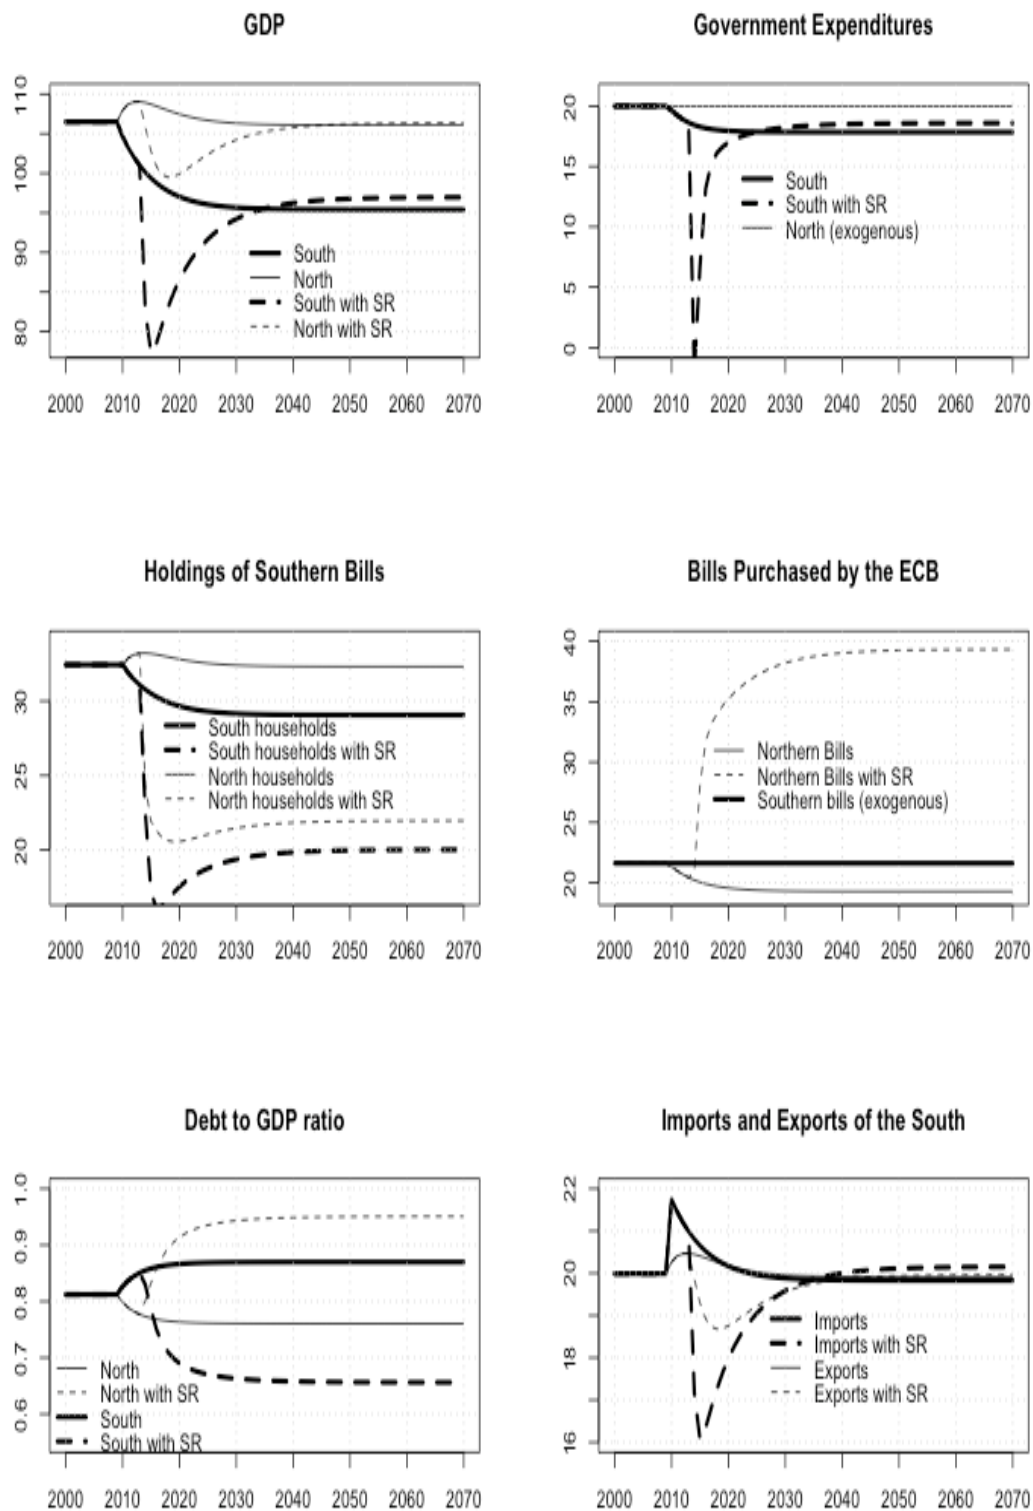 GDP
110
100
90
80
South
North
South with SR
North with SR
2000 2010 2020 2030 2040 2050 2060 2070
Government Expenditures
20
15
10
5
0
South
South with SR
North (exogenous)
2000 2010 2020 2030 2040 2050 2060 2070
Holdings of Southern Bills
30
25
20
South households
South households with SR
North households
North households with SR
2000 2010 2020 2030 2040 2050 2060 2070
Bills Purchased by the ECB
40
35
30
25
20
Northern Bills
Northern Bills with SR
Southern bills (exogenous)
2000 2010 2020 2030 2040 2050 2060 2070
Debt to GDP ratio
1.0
0.9
0.8
0.7
0.6
North
North with SR
South
South with SR
2000 2010 2020 2030 2040 2050 2060 2070
Imports and Exports of the South
22
20
18
16
Imports
Imports with SR
Exports
Exports with SR
2000 2010 2020 2030 2040 2050 2060 2070